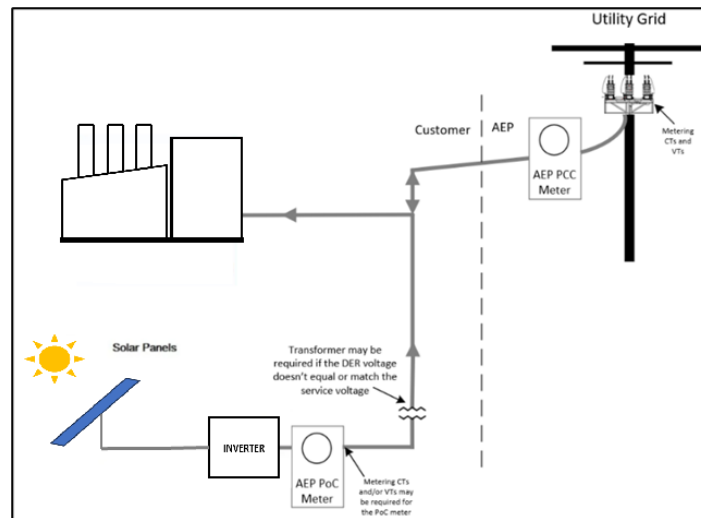 Utility Grid
Customer
AEP
Metering
CTs and
VTs
AEP PCC
Meter
Solar Panels
Transformer may be
required if the DER voltage
doesn't equal or match the
service voltage
INVERTER
AEP PoC
Meter
Metering CTs
and/or VTs may
be required for
the PoC meter